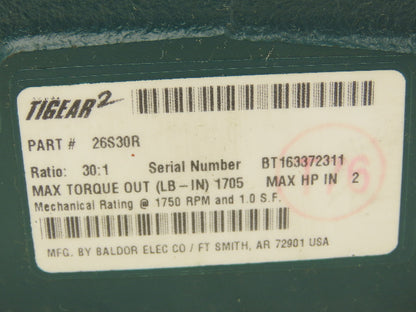 TIGEAR 2
PART # 26S30R
Ratio: 30:1 Serial Number BT163372311
MAX TORQUE OUT (LB-IN) 1705 MAX HP IN 2
Mechanical Rating @ 1750 RPM and 1.0 S.F.
MFG. BY BALDOR ELEC CO / FT SMITH, AR 72901 USA